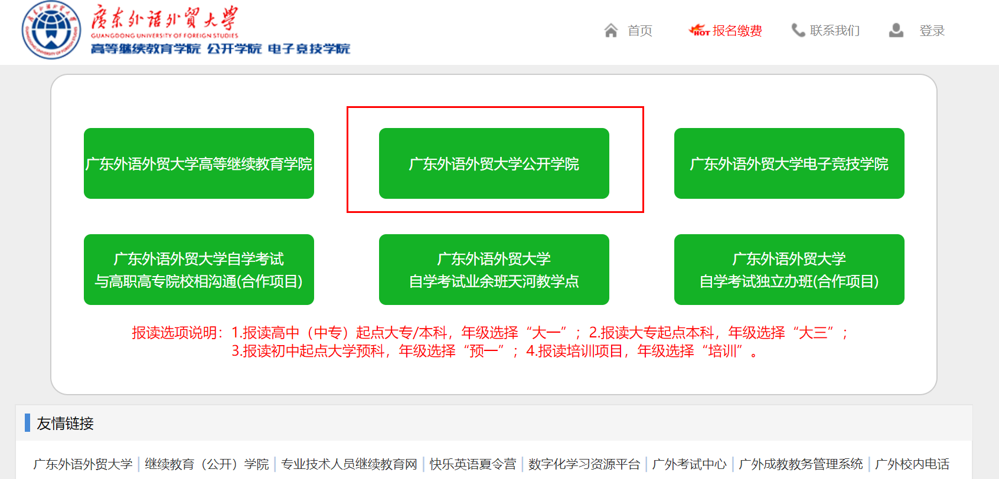 廣东外语外贸大學
GUANGDONG UNIVERSITY OF FOREIGN STUDIES
高等继续教育学院 公开学院 电子竞技学院
首页
HOT 报名缴费
联系我们
登录
广东外语外贸大学高等继续教育学院
广东外语外贸大学公开学院
广东外语外贸大学电子竞技学院
广东外语外贸大学自学考试
与高职高专院校相沟通(合作项目)
广东外语外贸大学
自学考试业余班天河教学点
广东外语外贸大学
自学考试独立办班(合作项目)
报读选项说明：1.报读高中（中专）起点大专/本科，年级选择“大一”；2.报读大专起点本科，年级选择“大三”；
3.报读初中起点大学预科，年级选择“预一”；4.报读培训项目，年级选择“培训”。
友情链接
广东外语外贸大学 | 继续教育（公开）学院 | 专业技术人员继续教育网 | 快乐英语夏令营 | 数字化学习资源平台 | 广外考试中心 | 广外成教教务管理系统 | 广外校内电话